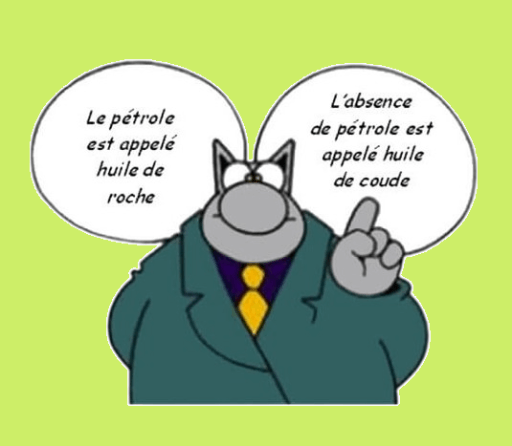 Le pétrole
est appelé
huile de
roche
L'absence
de pétrole est
appelé huile
de coude